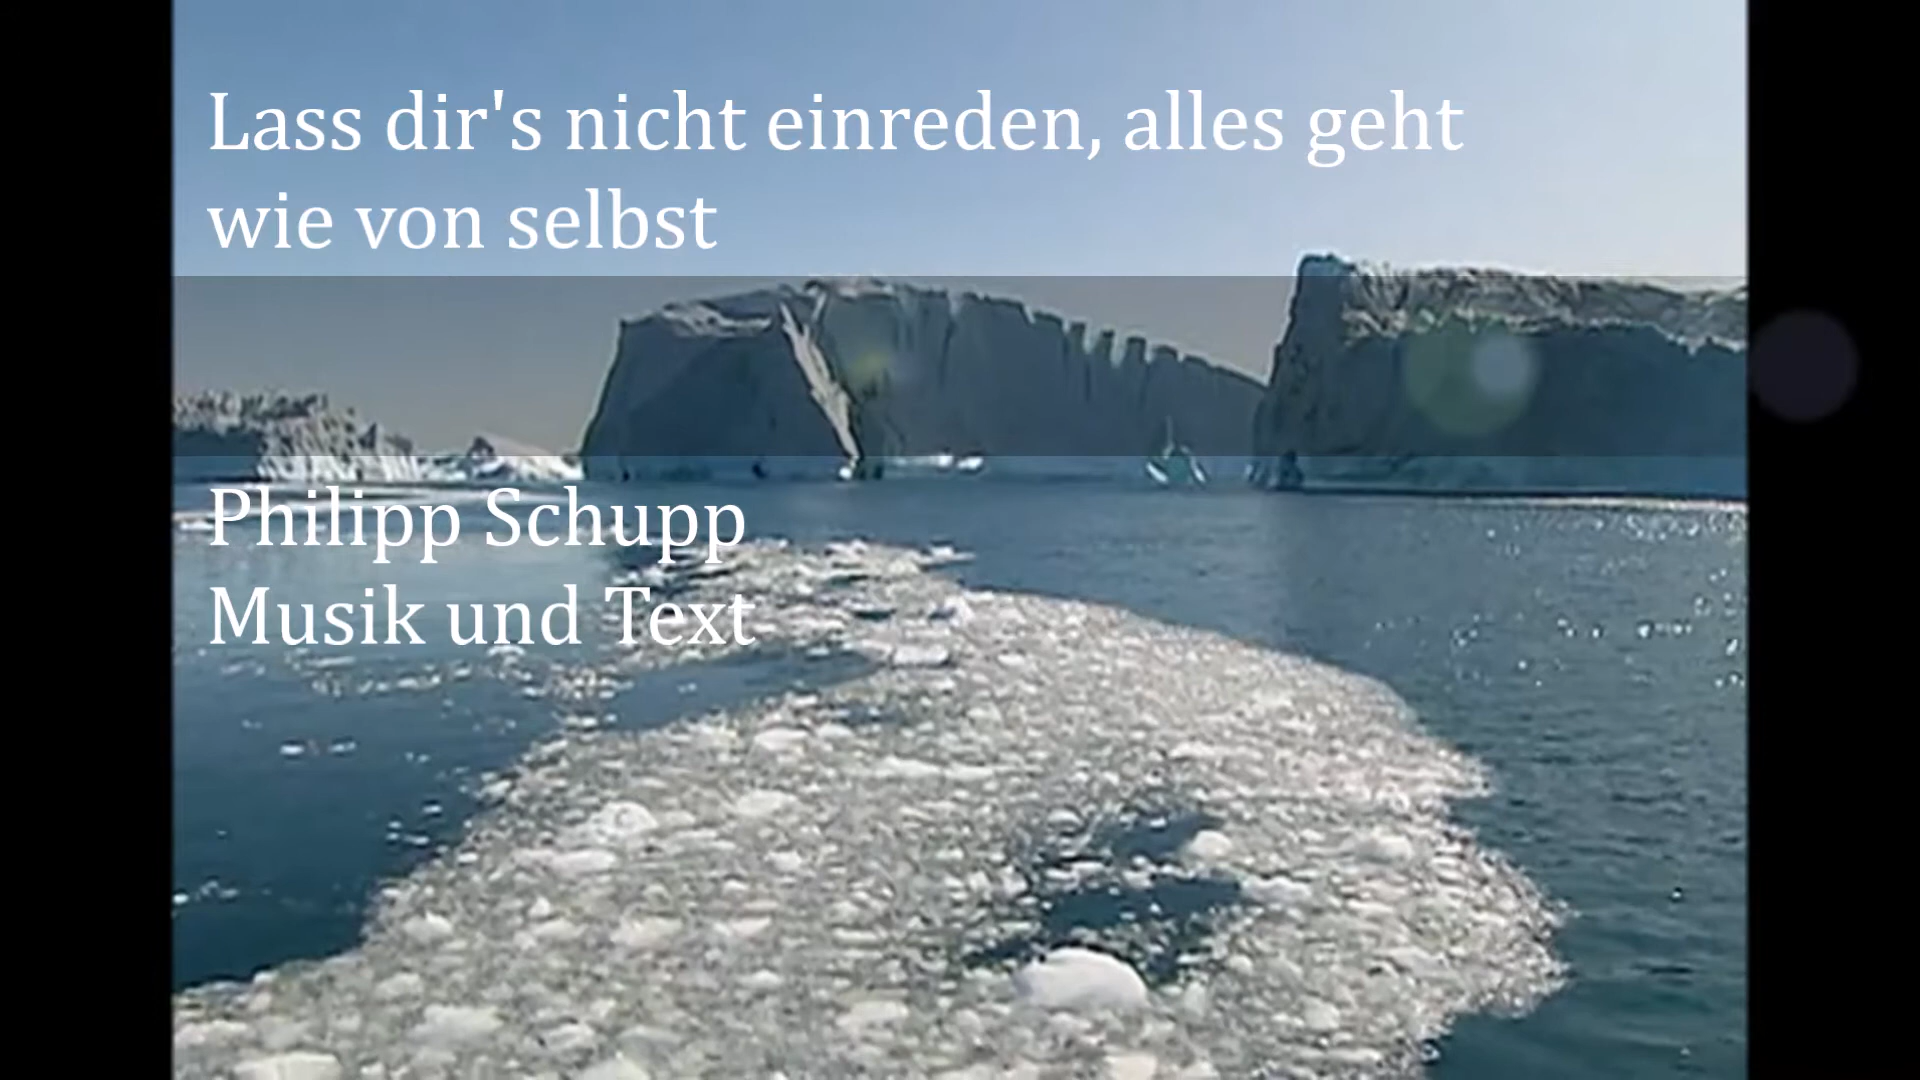 Lass dir's nicht einreden, alles geht
wie von selbst
Philipp Schupp
Musik und Text